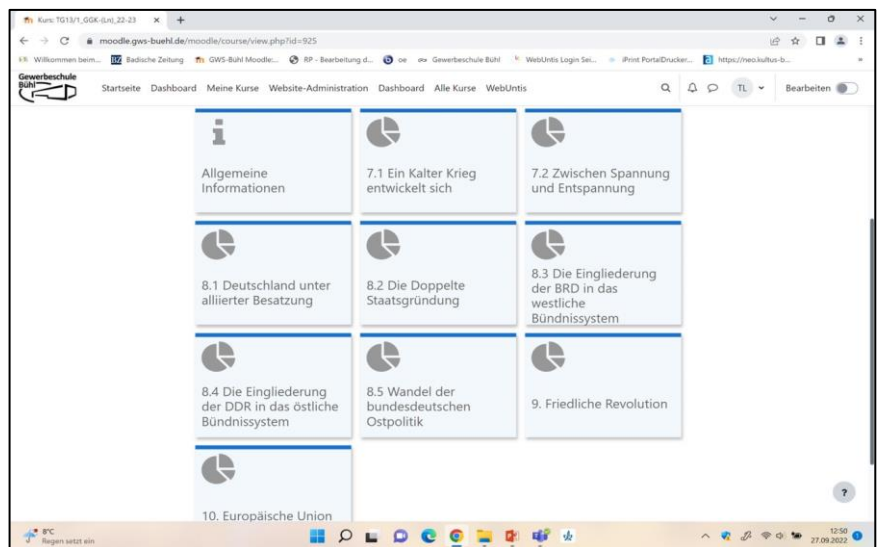 Kurs: TG13/1_GGK-(Ln)_22-23
moodle.gws-buehl.de/moodle/course/view.php?id=925
Willkommen beim... BZ Badische Zeitung GWS-Bühl Moodle:... RP - Bearbeitung d... oe Gewerbeschule Bühl WebUntis Login Sei... iPrint PortalDrucker... https://neo.kultus-b...
Gewerbeschule
Bühl
Startseite Dashboard Meine Kurse Website-Administration Dashboard Alle Kurse WebUntis TL Bearbeiten
Allgemeine
Informationen
7.1 Ein Kalter Krieg
entwickelt sich
7.2 Zwischen Spannung
und Entspannung
8.1 Deutschland unter
alliierter Besatzung
8.2 Die Doppelte
Staatsgründung
8.3 Die Eingliederung
der BRD in das
westliche
Bündnissystem
8.4 Die Eingliederung
der DDR in das östliche
Bündnissystem
8.5 Wandel der
bundesdeutschen
Ostpolitik
9. Friedliche Revolution
10. Europäische Union
?
8°C
Regen setzt ein
12:50
27.09.2022